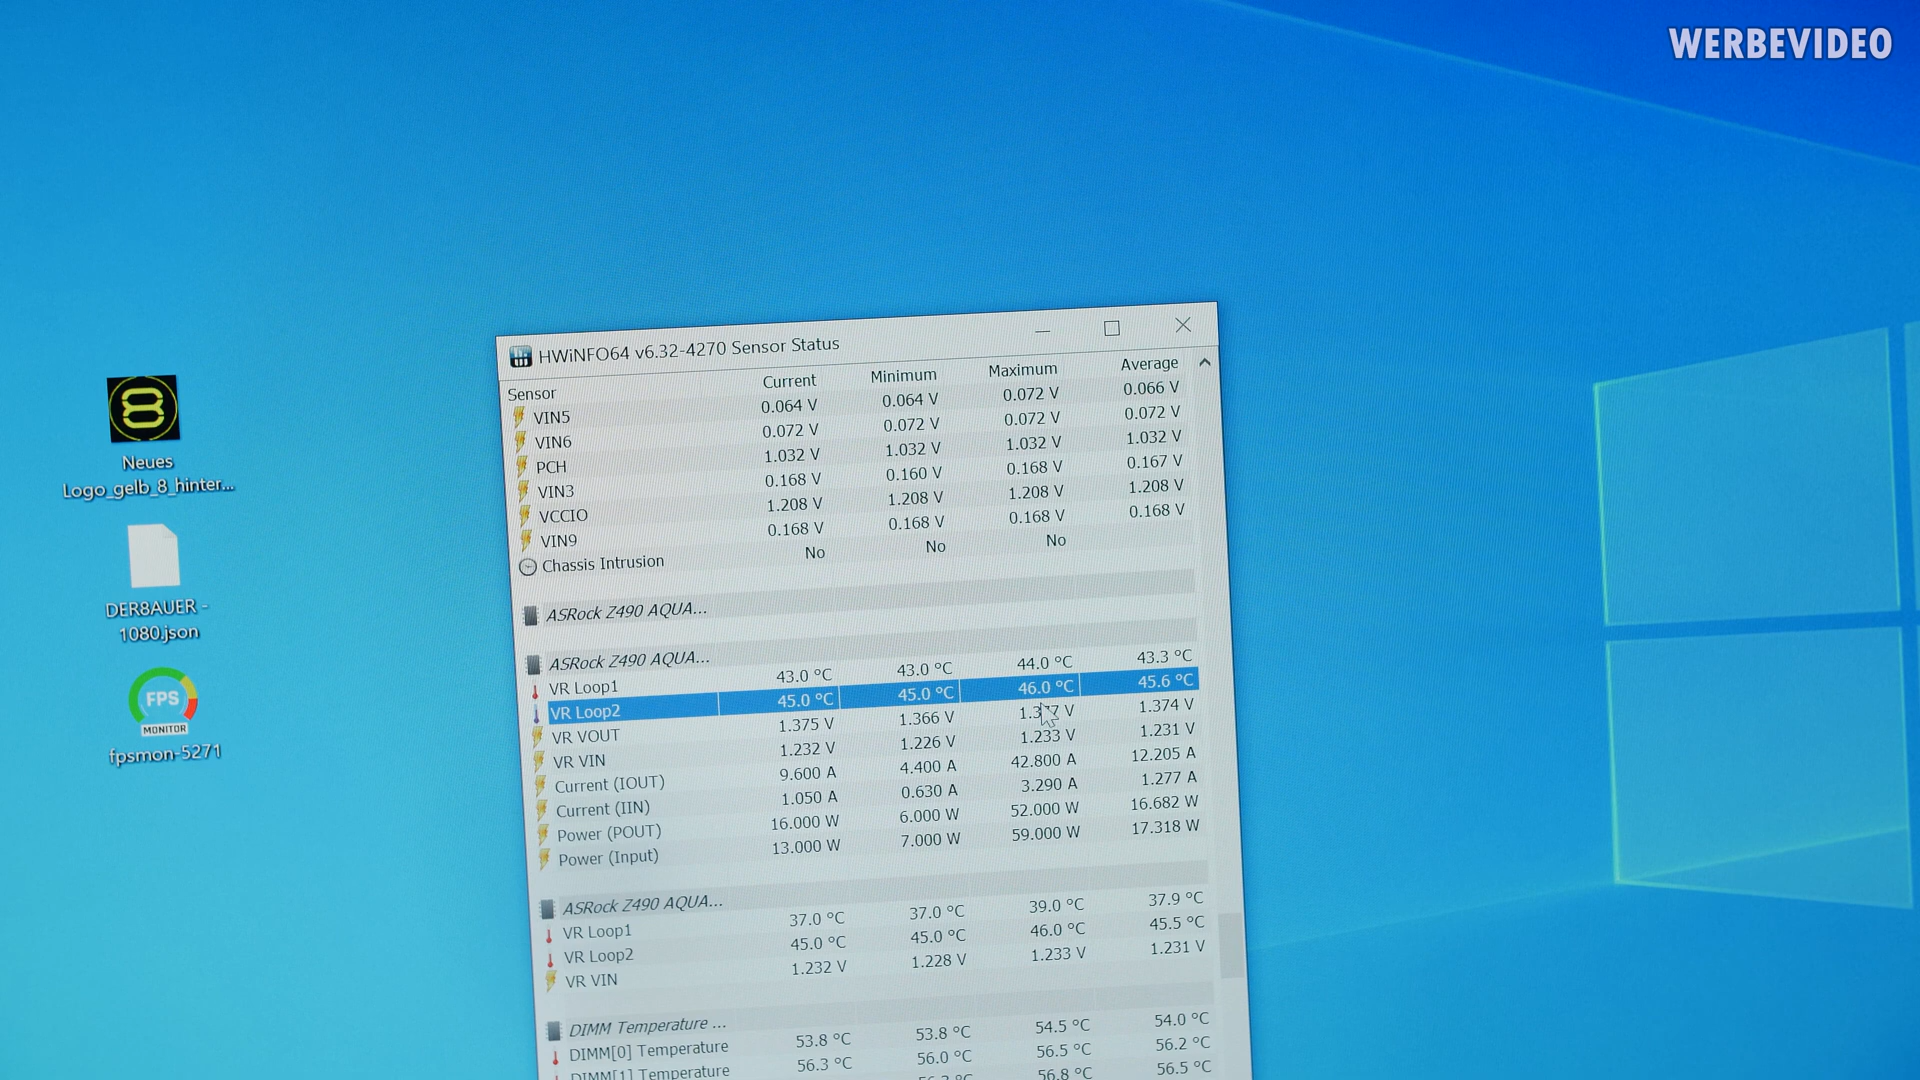 WERBEVIDEO
Neues
Logo_gelb_8_hinter...
DER8AUER -
1080.json
FPS
MONITOR
fpsmon-5271
HWiNFO64 v6.32-4270 Sensor Status
Sensor Current Minimum Maximum Average
VIN5 0.064 V 0.064 V 0.072 V 0.066 V
VIN6 0.072 V 0.072 V 0.072 V 0.072 V
PCH 1.032 V 1.032 V 1.032 V 1.032 V
VIN3 0.168 V 0.160 V 0.168 V 0.167 V
VCCIO 1.208 V 1.208 V 1.208 V 1.208 V
VIN9 0.168 V 0.168 V 0.168 V 0.168 V
Chassis Intrusion No No No
ASRock Z490 AQUA...
ASRock Z490 AQUA...
VR Loop1 43.0 °C 43.0 °C 44.0 °C 43.3 °C
VR Loop2 45.0 °C 45.0 °C 46.0 °C 45.6 °C
VR VOUT 1.375 V 1.366 V V 1.374 V
VR VIN 1.232 V 1.226 V 1.233 V 1.231 V
Current (IOUT) 9.600 A 4.400 A 42.800 A 12.205 A
Current (IIN) 1.050 A 0.630 A 3.290 A 1.277 A
Power (POUT) 16.000 W 6.000 W 52.000 W 16.682 W
Power (Input) 13.000 W 7.000 W 59.000 W 17.318 W
ASRock Z490 AQUA...
VR Loop1 37.0 °C 37.0 °C 39.0 °C 37.9 °C
VR Loop2 45.0 °C 45.0 °C 46.0 °C 45.5 °C
VR VIN 1.232 V 1.228 V 1.233 V 1.231 V
DIMM Temperature ...
DIMM[0] Temperature 53.8 °C 53.8 °C 54.5 °C 54.0 °C
DIMM[1] Temperature 56.3 °C 56.0 °C 56.5 °C 56.2 °C
56.8 °C 56.5 °C